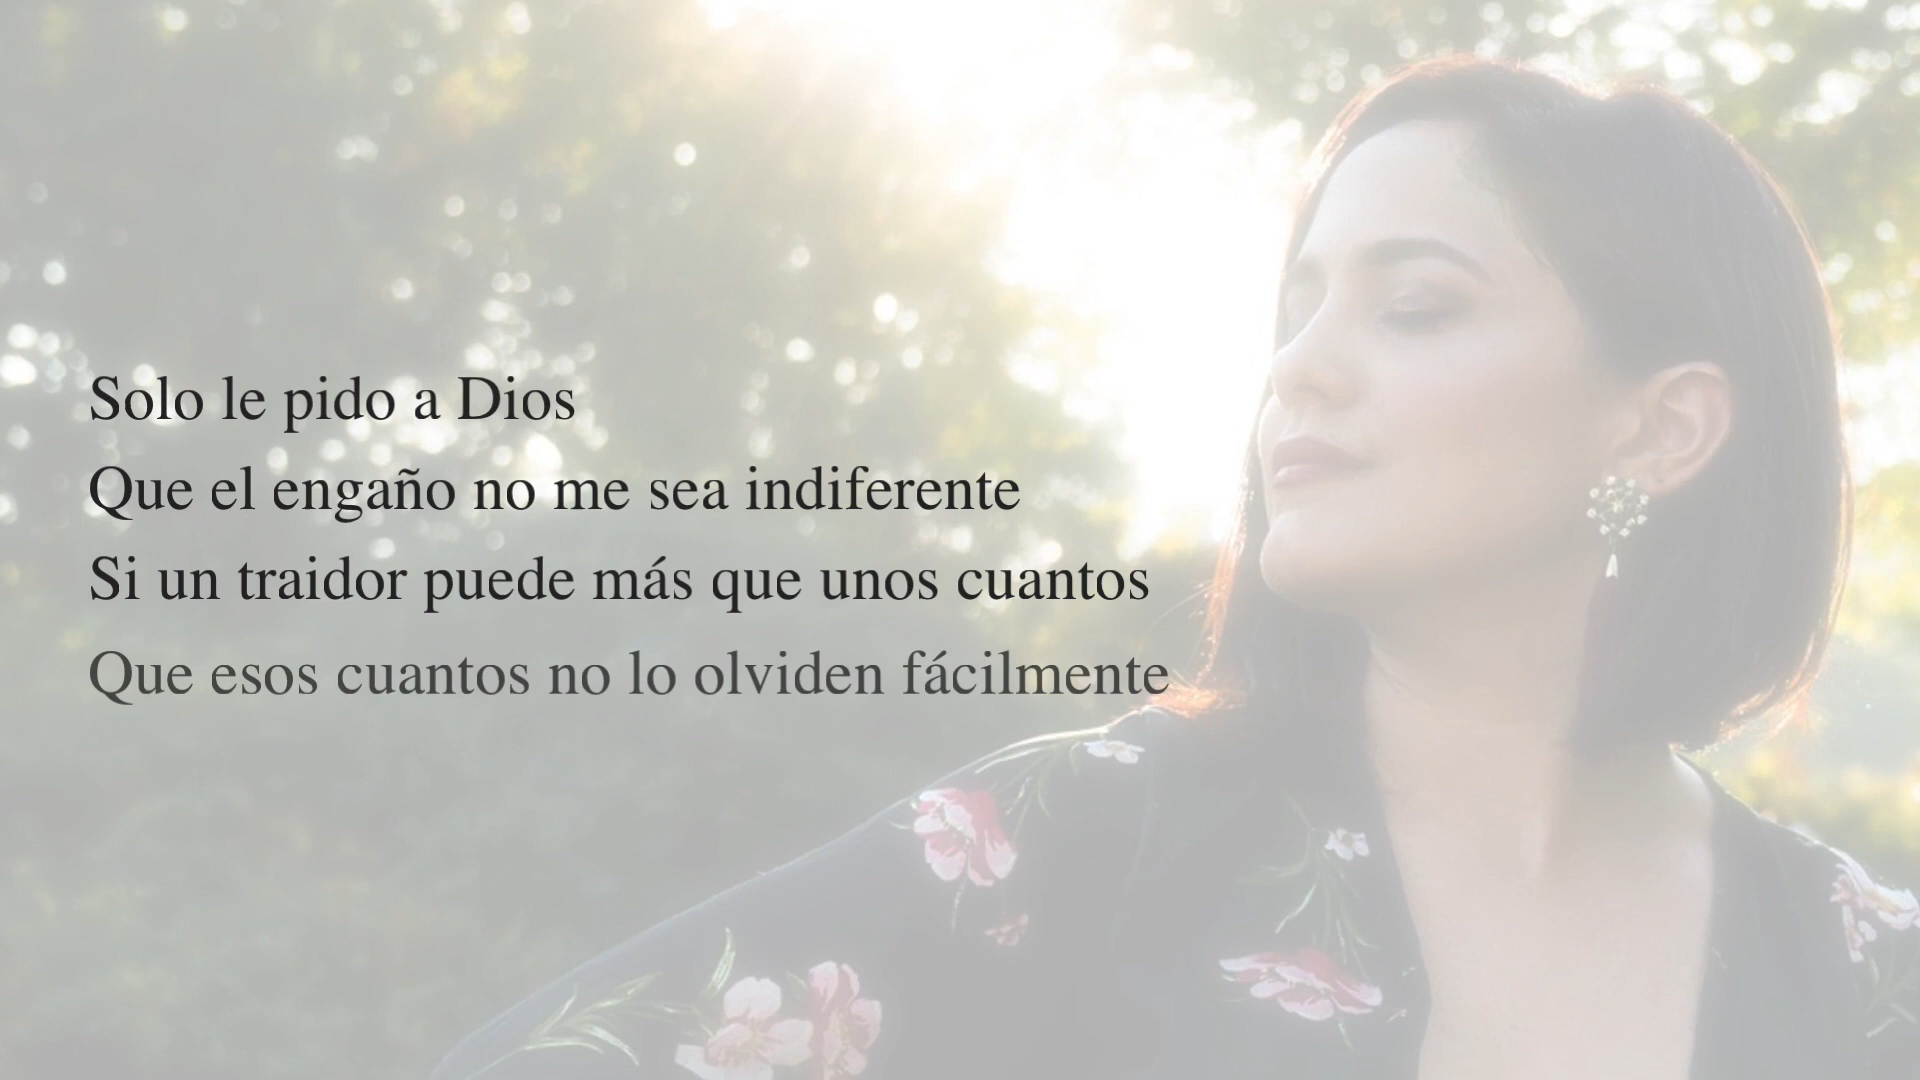 Solo le pido a Dios
Que el engaño no me sea indiferente
Si un traidor puede más que unos cuantos
Que esos cuantos no lo olviden fácilmente